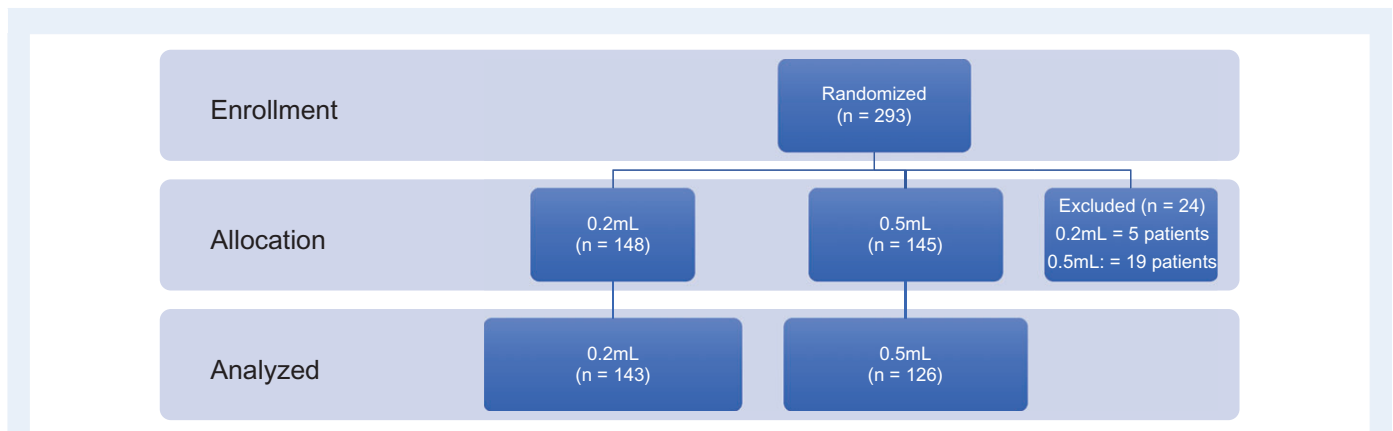 Enrollment
Randomized
(n = 293)
Allocation
0.2mL
(n = 148)
0.5mL
(n = 145)
Excluded (n = 24)
0.2mL = 5 patients
0.5mL: = 19 patients
Analyzed
0.2mL
(n = 143)
0.5mL
(n = 126)